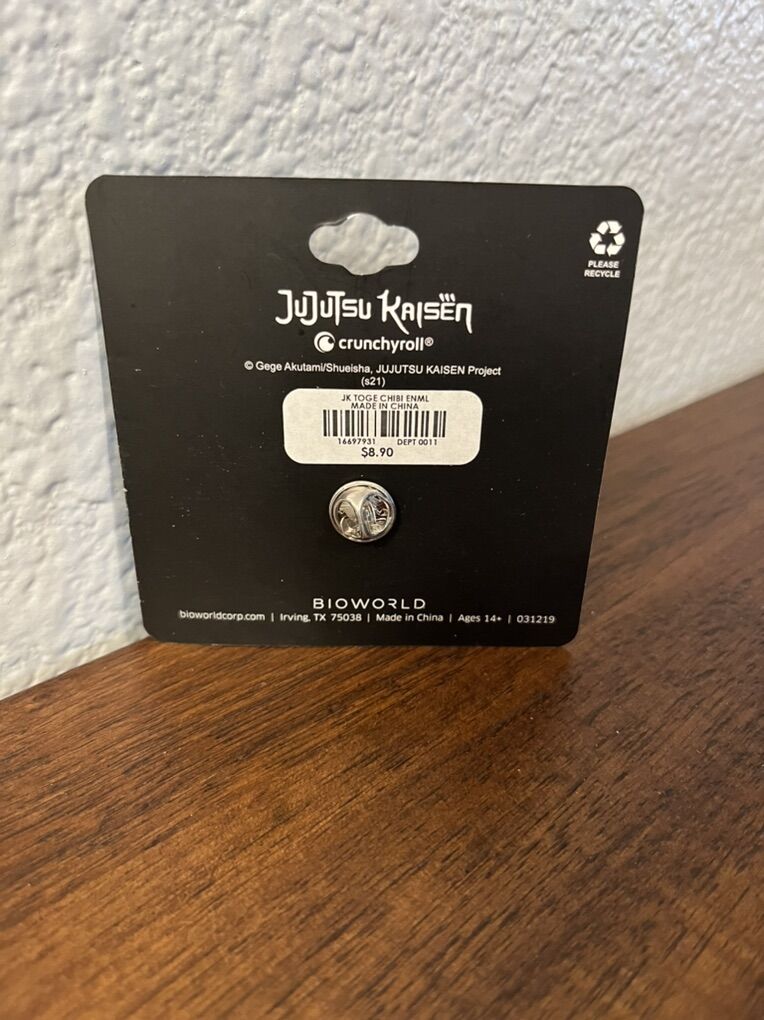 PLEASE
RECYCLE
JUJUTSU KAISEN
crunchyroll®
© Gege Akutami/Shueisha, JUJUTSU KAISEN Project
(s21)
JK TOGE CHIBI ENML
MADE IN CHINA
16697931 DEPT 0011
$8.90
BIOWORLD
bioworldcorp.com | Irving, TX 75038 | Made in China | Ages 14+ | 031219